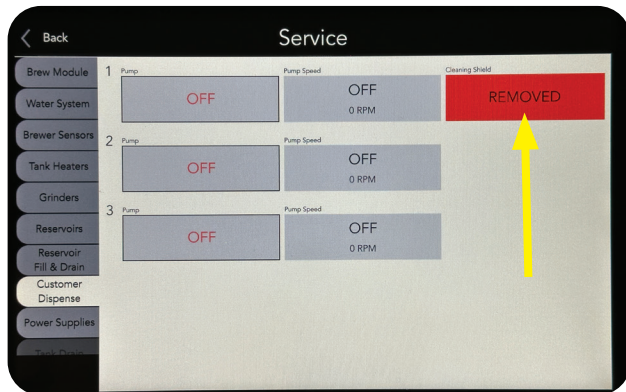 Back
Service
Brew Module
Water System
Brewer Sensors
Tank Heaters
Grinders
Reservoirs
Reservoir
Fill & Drain
Customer
Dispense
Power Supplies
Tank Drain
1 Pump Pump Speed Cleaning Shield
OFF OFF REMOVED
0 RPM
2 Pump Pump Speed
OFF OFF
0 RPM
3 Pump Pump Speed
OFF OFF
0 RPM